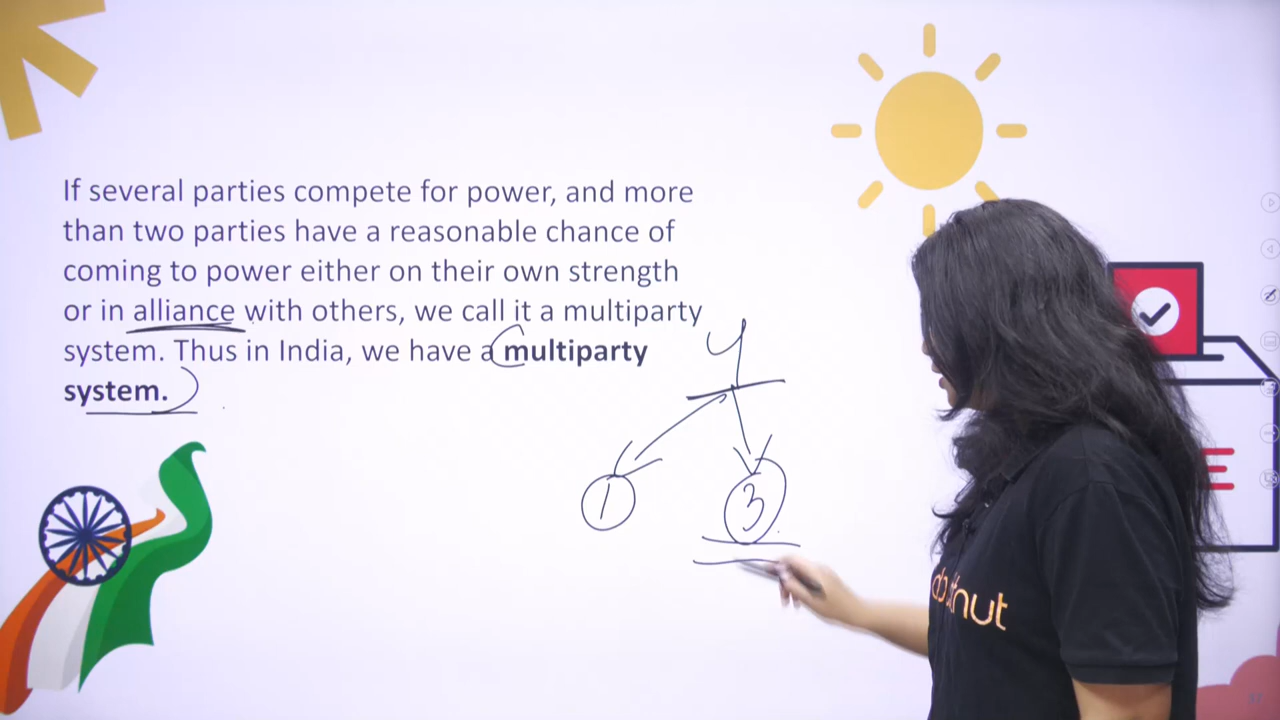 If several parties compete for power, and more
than two parties have a reasonable chance of
coming to power either on their own strength
or in alliance with others, we call it a multiparty
system. Thus in India, we have a multiparty
system.
4
1
3